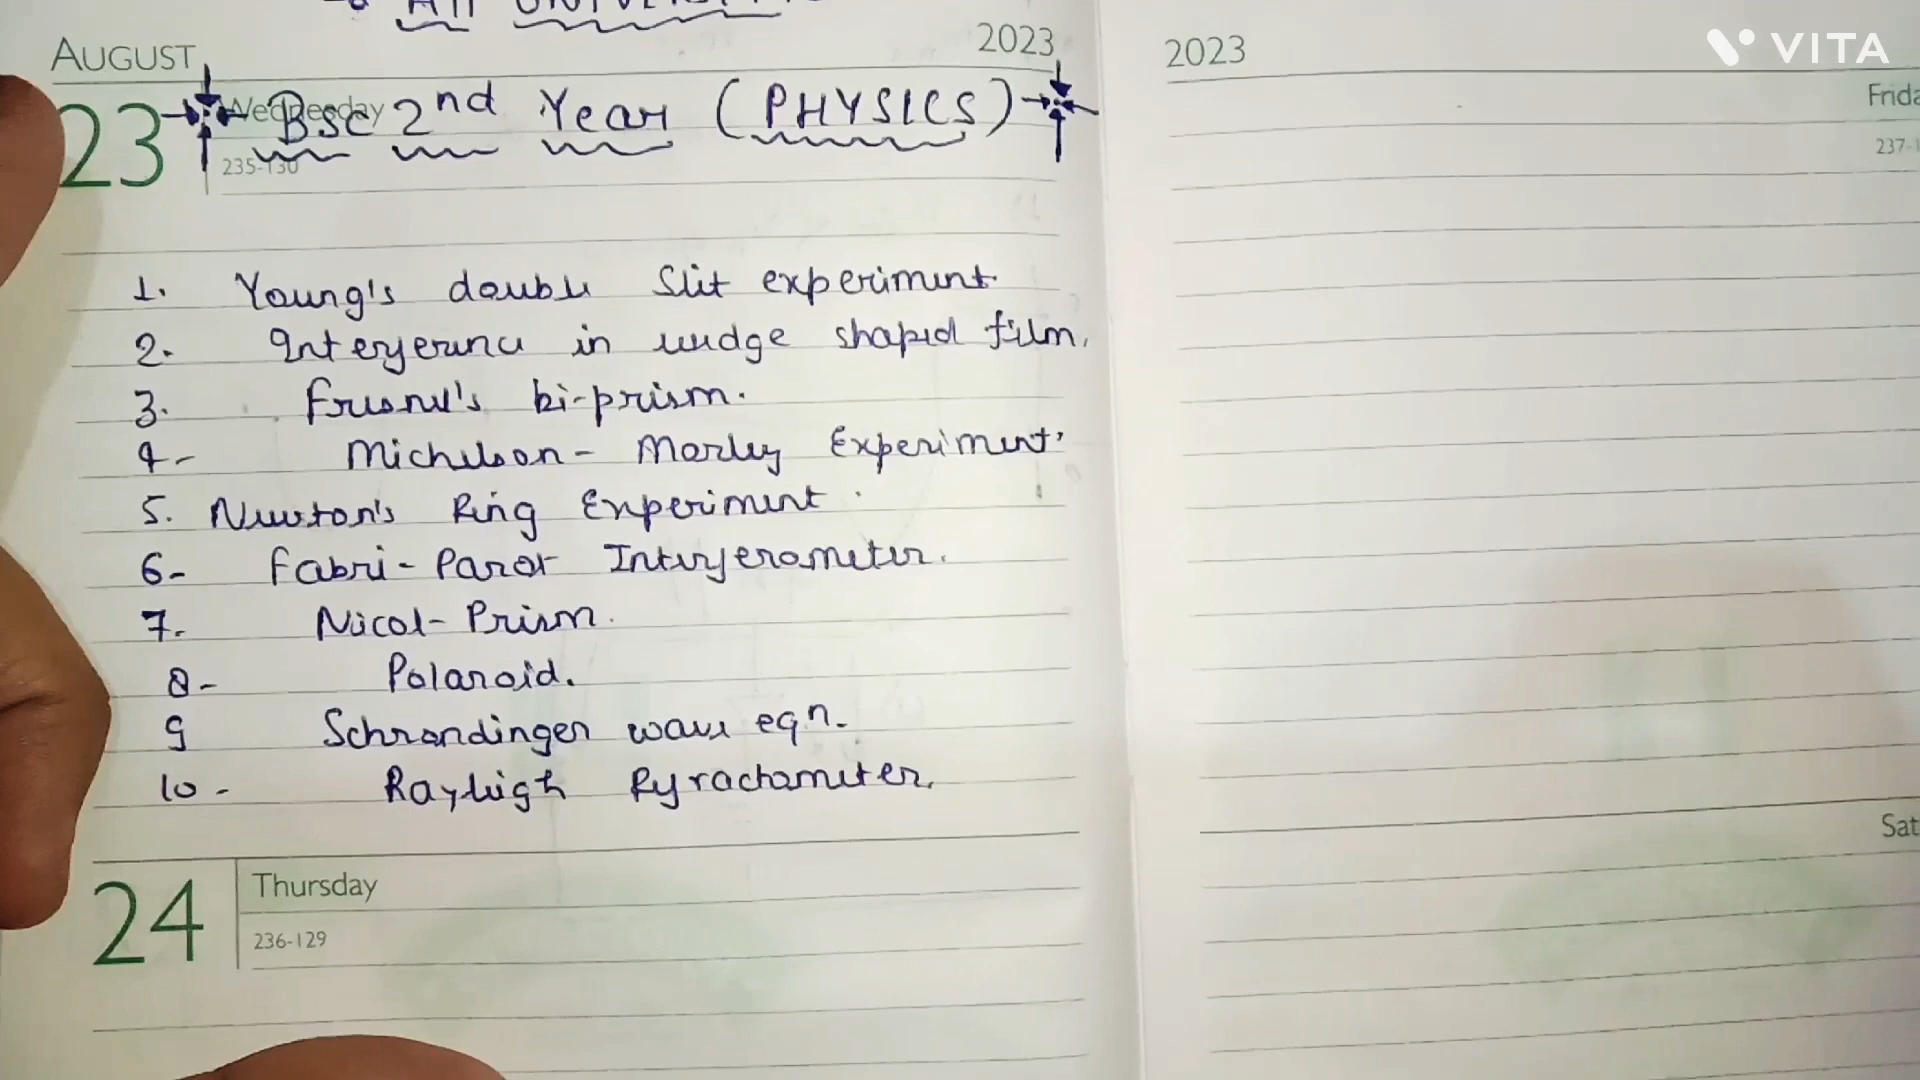 All UNIVERSITY
AUGUST 2023
23 Wednesday
BSC 2nd Year (PHYSICS)
235-130
1. Young's double Slit experiment.
2. Interference in wedge shaped film.
3. Fresnel's bi-prism.
4- Michelson - Morley Experiment.
5. Newton's Ring Experiment.
6- Fabri - Parot Interferometer.
7. Nicol - Prism.
8- Polaroid.
9 Schrondinger wave eqn.
10- Rayleigh Ryractometer.
24 Thursday
236-129
2023
Frida
237-1
Sat
VITA